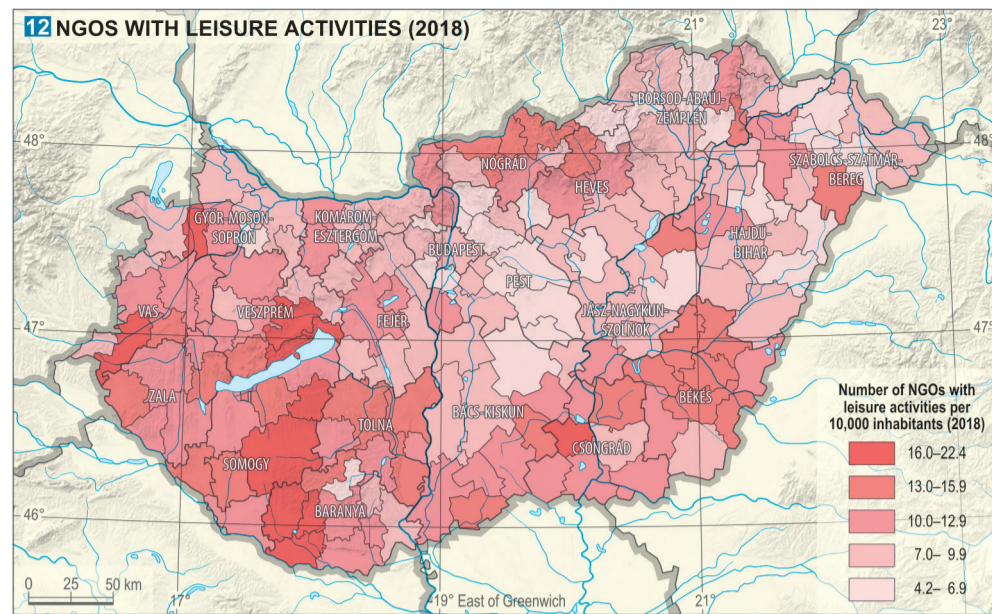 12 NGOS WITH LEISURE ACTIVITIES (2018)
21°
23°
48°
BORSOD-ABAÚJ-
ZEMPLÉN
48°
NÓGRÁD
SZABOLCS-SZATMÁR-
BEREG
HEVES
GYŐR-MOSON-
SOPRON
KOMÁROM-
ESZTERGOM
HAJDÚ-
BIHAR
BUDAPEST
PEST
VAS
VESZPRÉM
FEJÉR
JÁSZ-NAGYKUN-
SZOLNOK
47°
47°
ZALA
BÉKÉS
TOLNA
BÁCS-KISKUN
CSONGRÁD
SOMOGY
BARANYA
46°
Number of NGOs with
leisure activities per
10,000 inhabitants (2018)
16.0–22.4
13.0–15.9
10.0–12.9
7.0– 9.9
4.2– 6.9
0 25 50 km
17°
19° East of Greenwich
21°